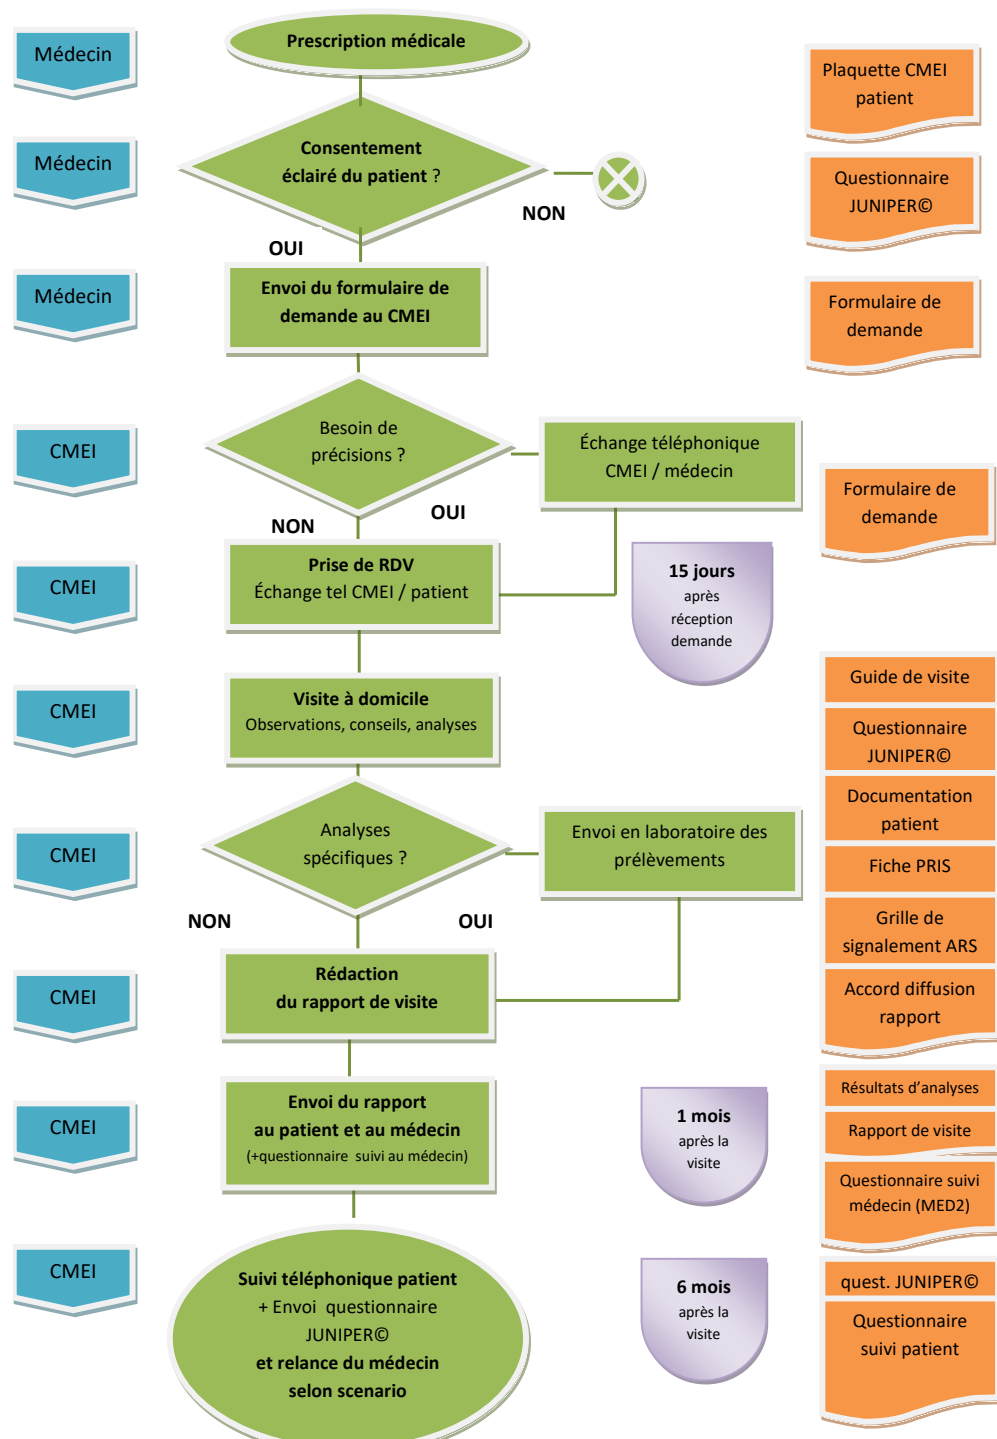 Médecin
Prescription médicale
Plaquette CMEI
patient
Médecin
Consentement
éclairé du patient ?
NON
OUI
Questionnaire
JUNIPER©
Médecin
Envoi du formulaire de
demande au CMEI
Formulaire de
demande
CMEI
Besoin de
précisions ?
OUI
NON
Échange téléphonique
CMEI / médecin
Formulaire de
demande
CMEI
Prise de RDV
Échange tel CMEI / patient
15 jours
après
réception
demande
CMEI
Visite à domicile
Observations, conseils, analyses
Guide de visite
Questionnaire
JUNIPER©
Documentation
patient
CMEI
Analyses
spécifiques ?
NON
OUI
Envoi en laboratoire des
prélèvements
Fiche PRIS
Grille de
signalement ARS
CMEI
Rédaction
du rapport de visite
Accord diffusion
rapport
CMEI
Envoi du rapport
au patient et au médecin
(+questionnaire suivi au médecin)
1 mois
après la
visite
Résultats d’analyses
Rapport de visite
Questionnaire suivi
médecin (MED2)
CMEI
Suivi téléphonique patient
+ Envoi questionnaire
JUNIPER©
et relance du médecin
selon scenario
6 mois
après la
visite
quest. JUNIPER©
Questionnaire
suivi patient